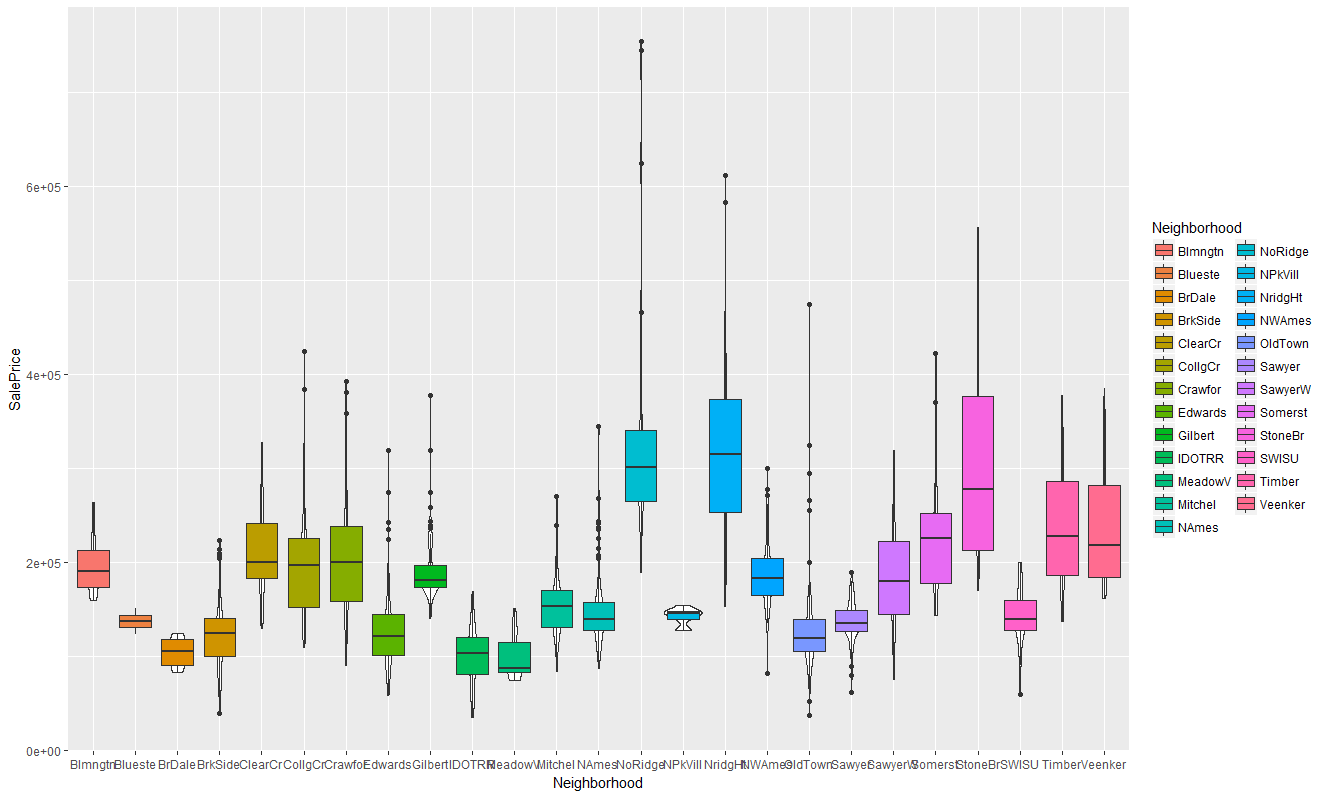 SalePrice
6e+05
4e+05
2e+05
0e+00
Blmngtn Blueste BrDale BrkSide ClearCr CollgCr Crawfor Edwards Gilbert IDOTRR MeadowV Mitchel NAmes NoRidge NPkVill NridgHt NWAmes OldTown Sawyer SawyerW Somerst StoneBr SWISU Timber Veenker
Neighborhood
Neighborhood
Blmngtn
Blueste
BrDale
BrkSide
ClearCr
CollgCr
Crawfor
Edwards
Gilbert
IDOTRR
MeadowV
Mitchel
NAmes
NoRidge
NPkVill
NridgHt
NWAmes
OldTown
Sawyer
SawyerW
Somerst
StoneBr
SWISU
Timber
Veenker